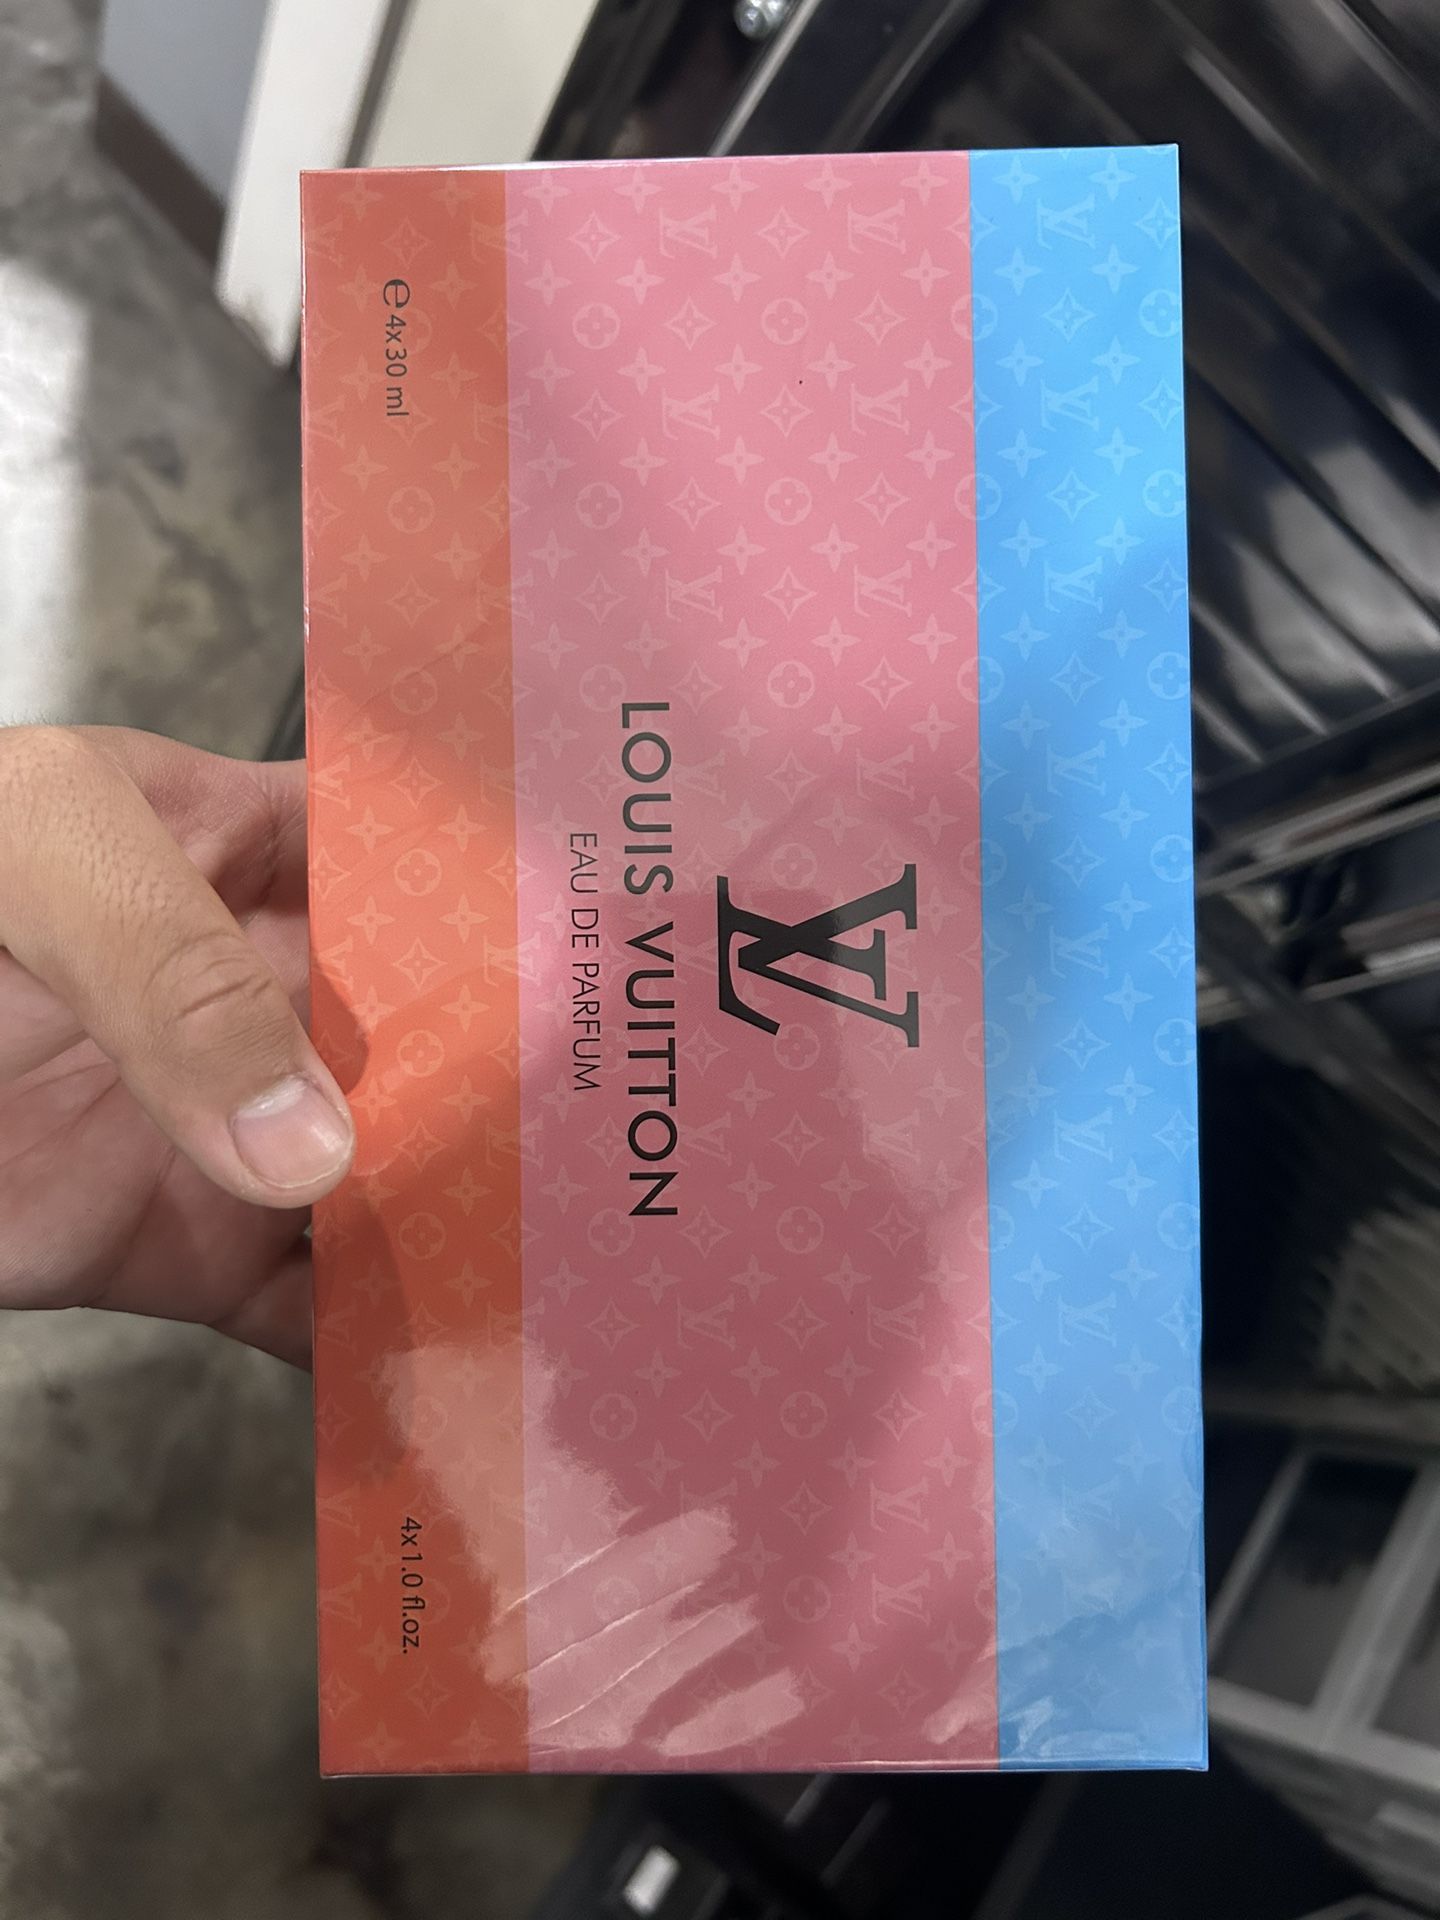 LV
LOUIS VUITTON
EAU DE PARFUM
e 4x30 ml
4x1.0 fl.oz.